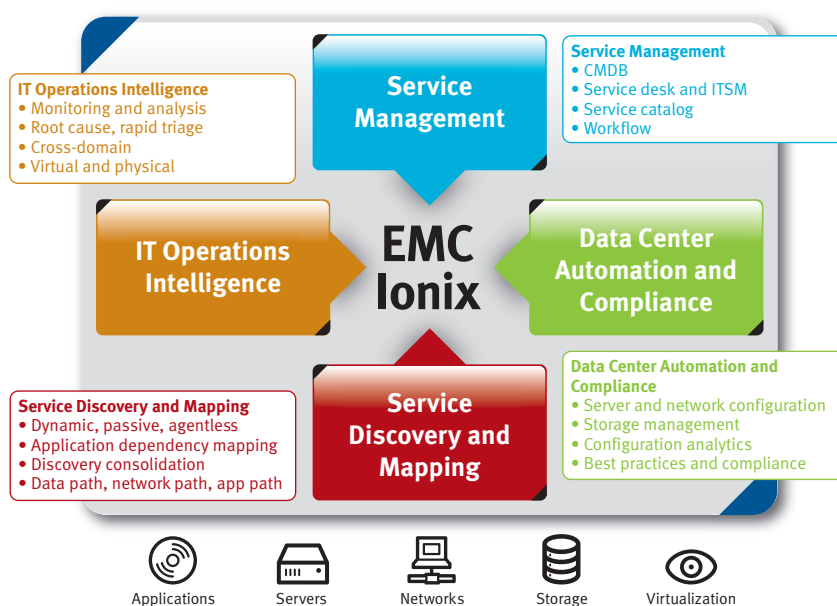 IT Operations Intelligence
• Monitoring and analysis
• Root cause, rapid triage
• Cross-domain
• Virtual and physical
Service
Management
Service Management
• CMDB
• Service desk and ITSM
• Service catalog
• Workflow
IT Operations
Intelligence
EMC
Ionix
Data Center
Automation and
Compliance
Service Discovery and Mapping
• Dynamic, passive, agentless
• Application dependency mapping
• Discovery consolidation
• Data path, network path, app path
Service
Discovery and
Mapping
Data Center Automation and
Compliance
• Server and network configuration
• Storage management
• Configuration analytics
• Best practices and compliance
Applications
Servers
Networks
Storage
Virtualization